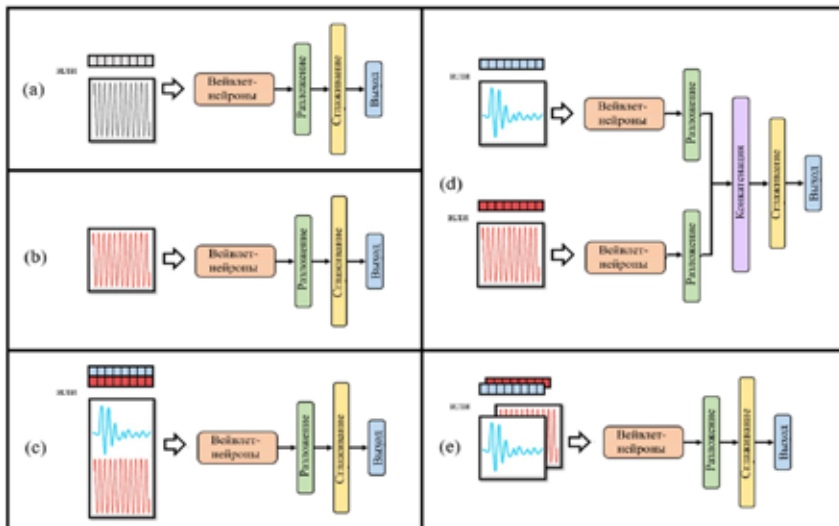 (a)
или
Вейвлет-
нейроны
Разложение
Сглаживание
Выход
(b)
Вейвлет-
нейроны
Разложение
Сглаживание
Выход
(c)
или
Вейвлет-
нейроны
Разложение
Сглаживание
Выход
(d)
или
Вейвлет-
нейроны
Разложение
или
Вейвлет-
нейроны
Разложение
Конкатенация
Сглаживание
Выход
(e)
или
Вейвлет-
нейроны
Разложение
Сглаживание
Выход